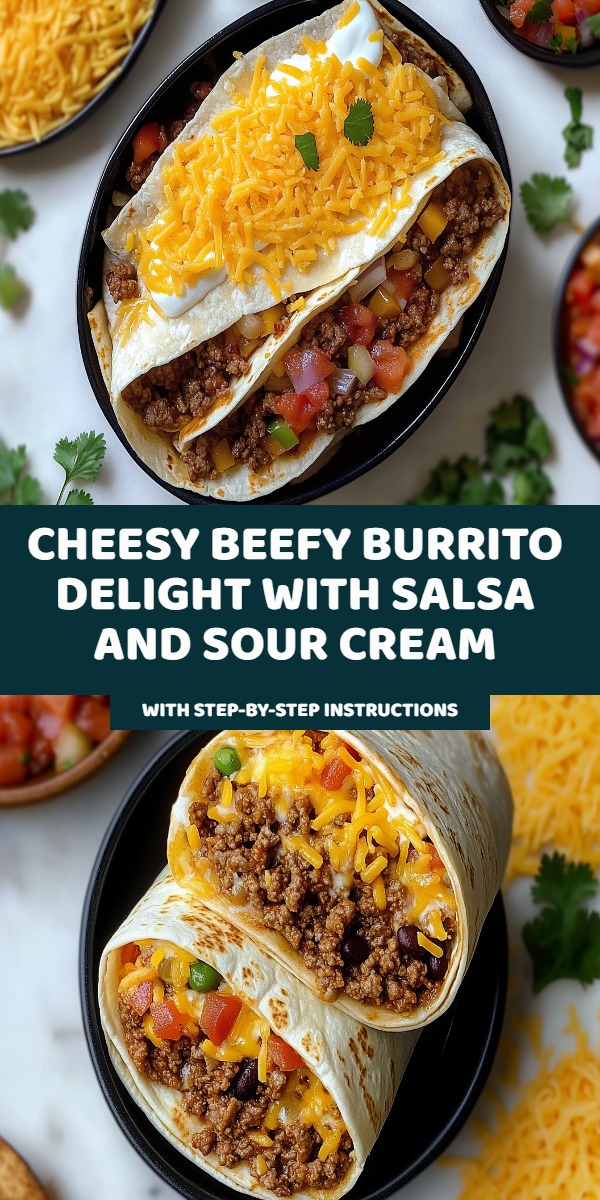 CHEESY BEEFY BURRITO
DELIGHT WITH SALSA
AND SOUR CREAM
WITH STEP-BY-STEP INSTRUCTIONS